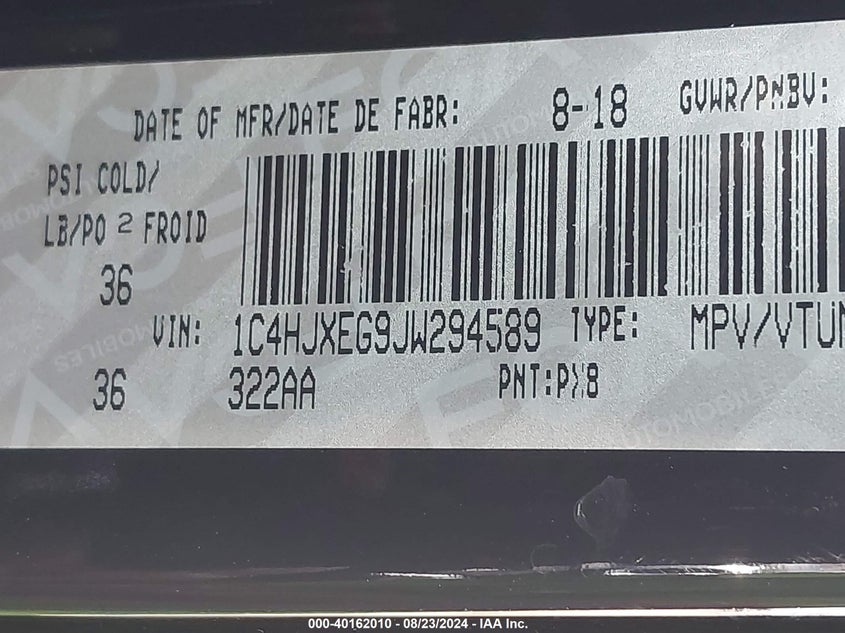 DATE OF MFR/DATE DE FABR: 8-18 GVWR/PNBV:
PSI COLD/
LB/PO 2 FROID
36
VIN: 1C4HJXEG9JW294589 TYPE: MPV/VTUM
36 322AA PNT:PX8
000-40162010 - 08/23/2024 - IAA Inc.